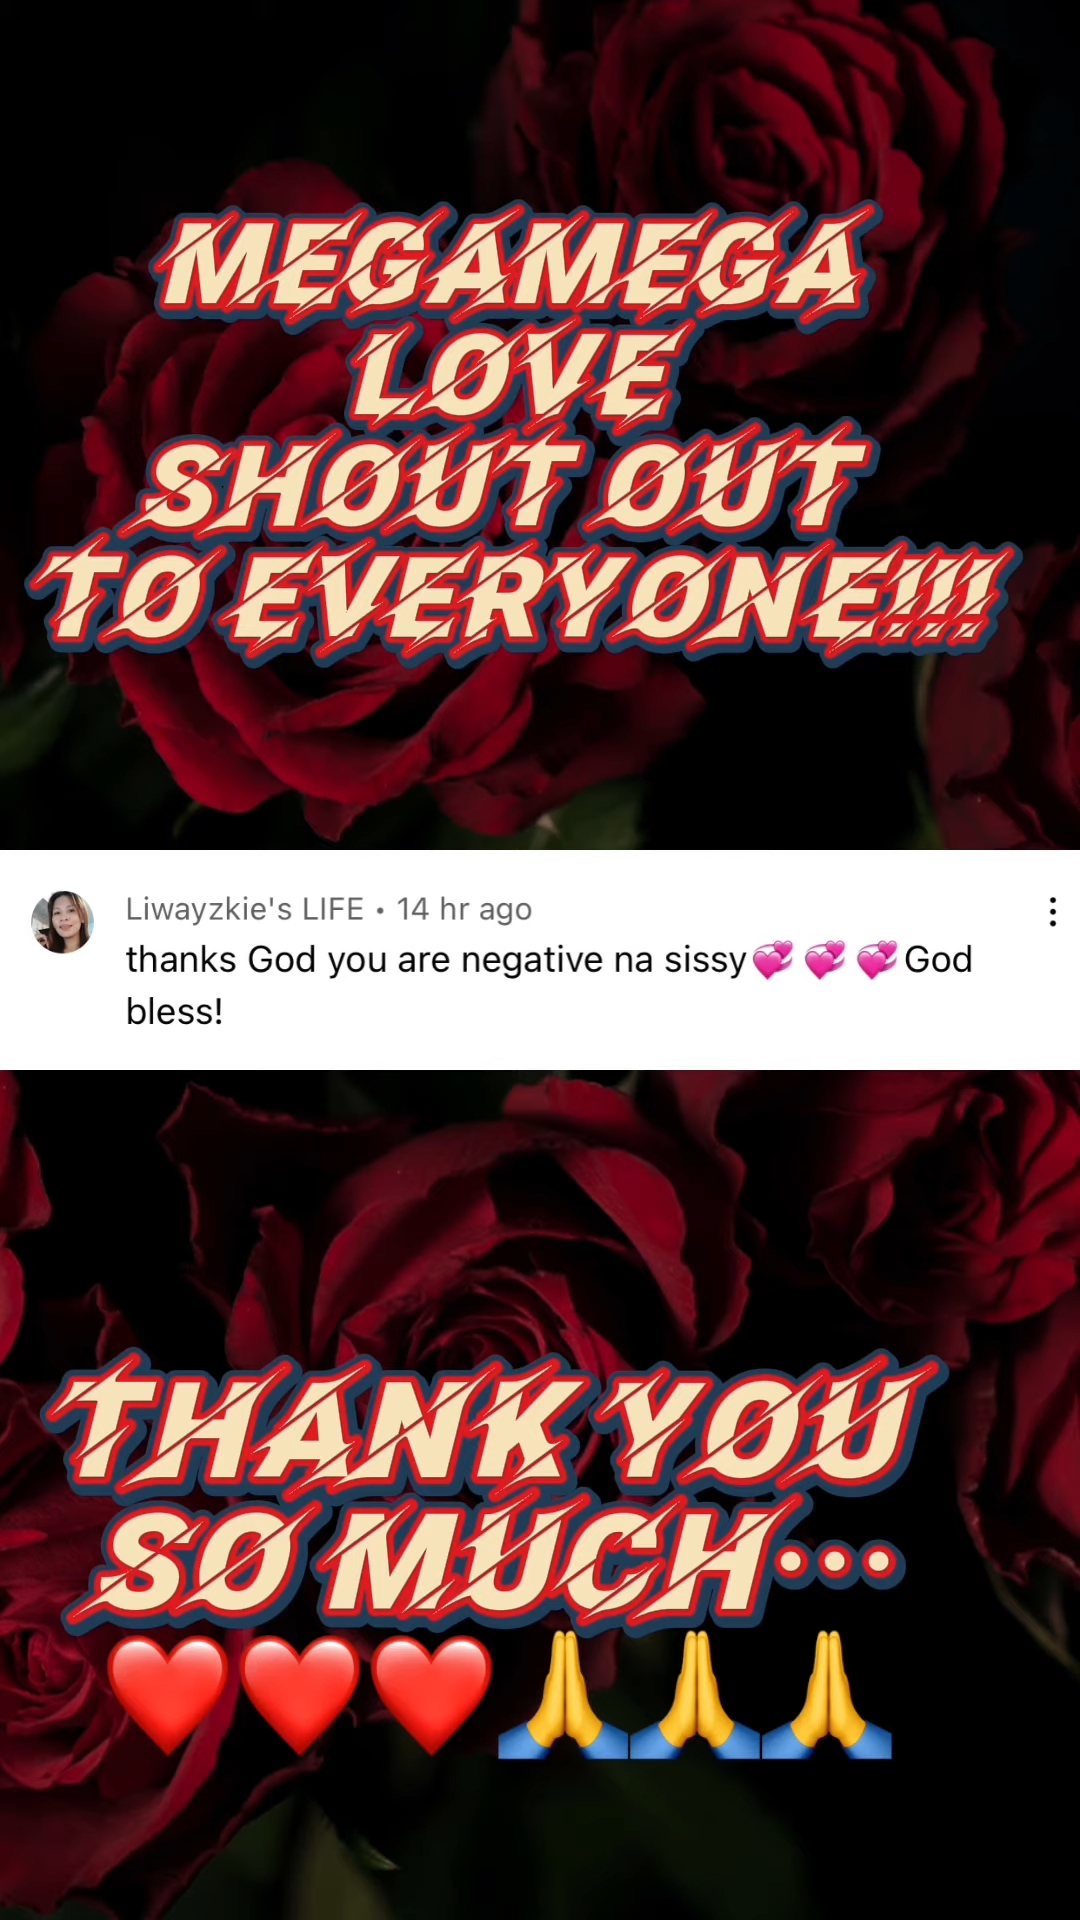 MEGAMEGA
LOVE
SHOUT OUT
TO EVERYONE!!!
Liwayzkie's LIFE • 14 hr ago
thanks God you are negative na sissy💞 💞 💞God
bless!
THANK YOU
SO MUCH...
❤️❤️❤️🙏🙏🙏